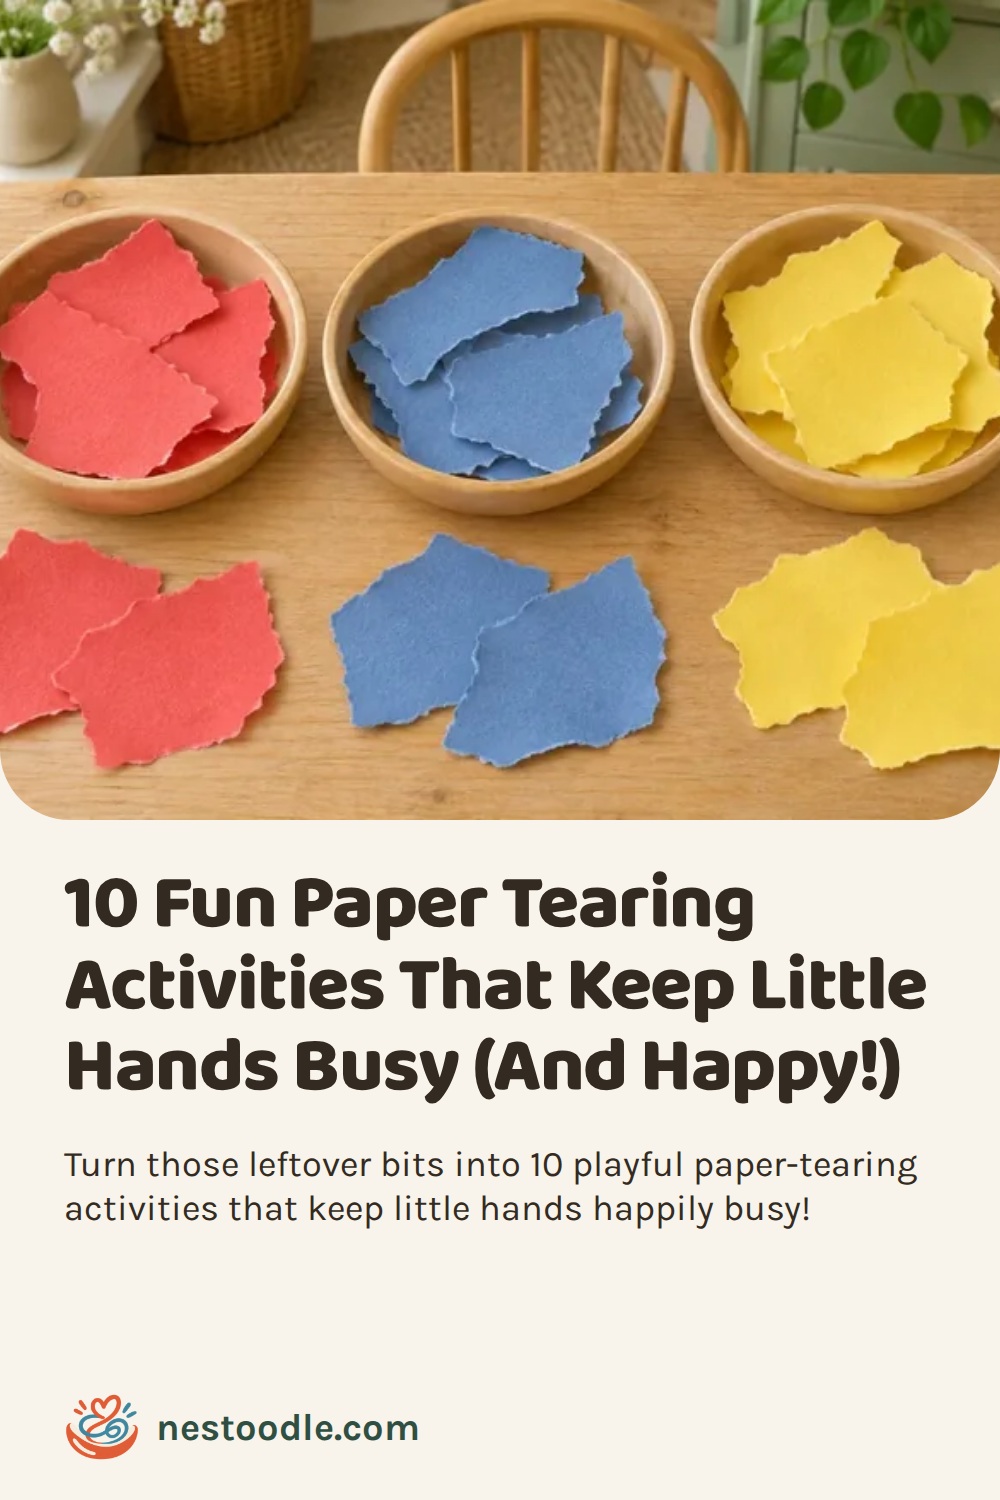 10 Fun Paper Tearing
Activities That Keep Little
Hands Busy (And Happy!)
Turn those leftover bits into 10 playful paper-tearing
activities that keep little hands happily busy!
nestoodle.com